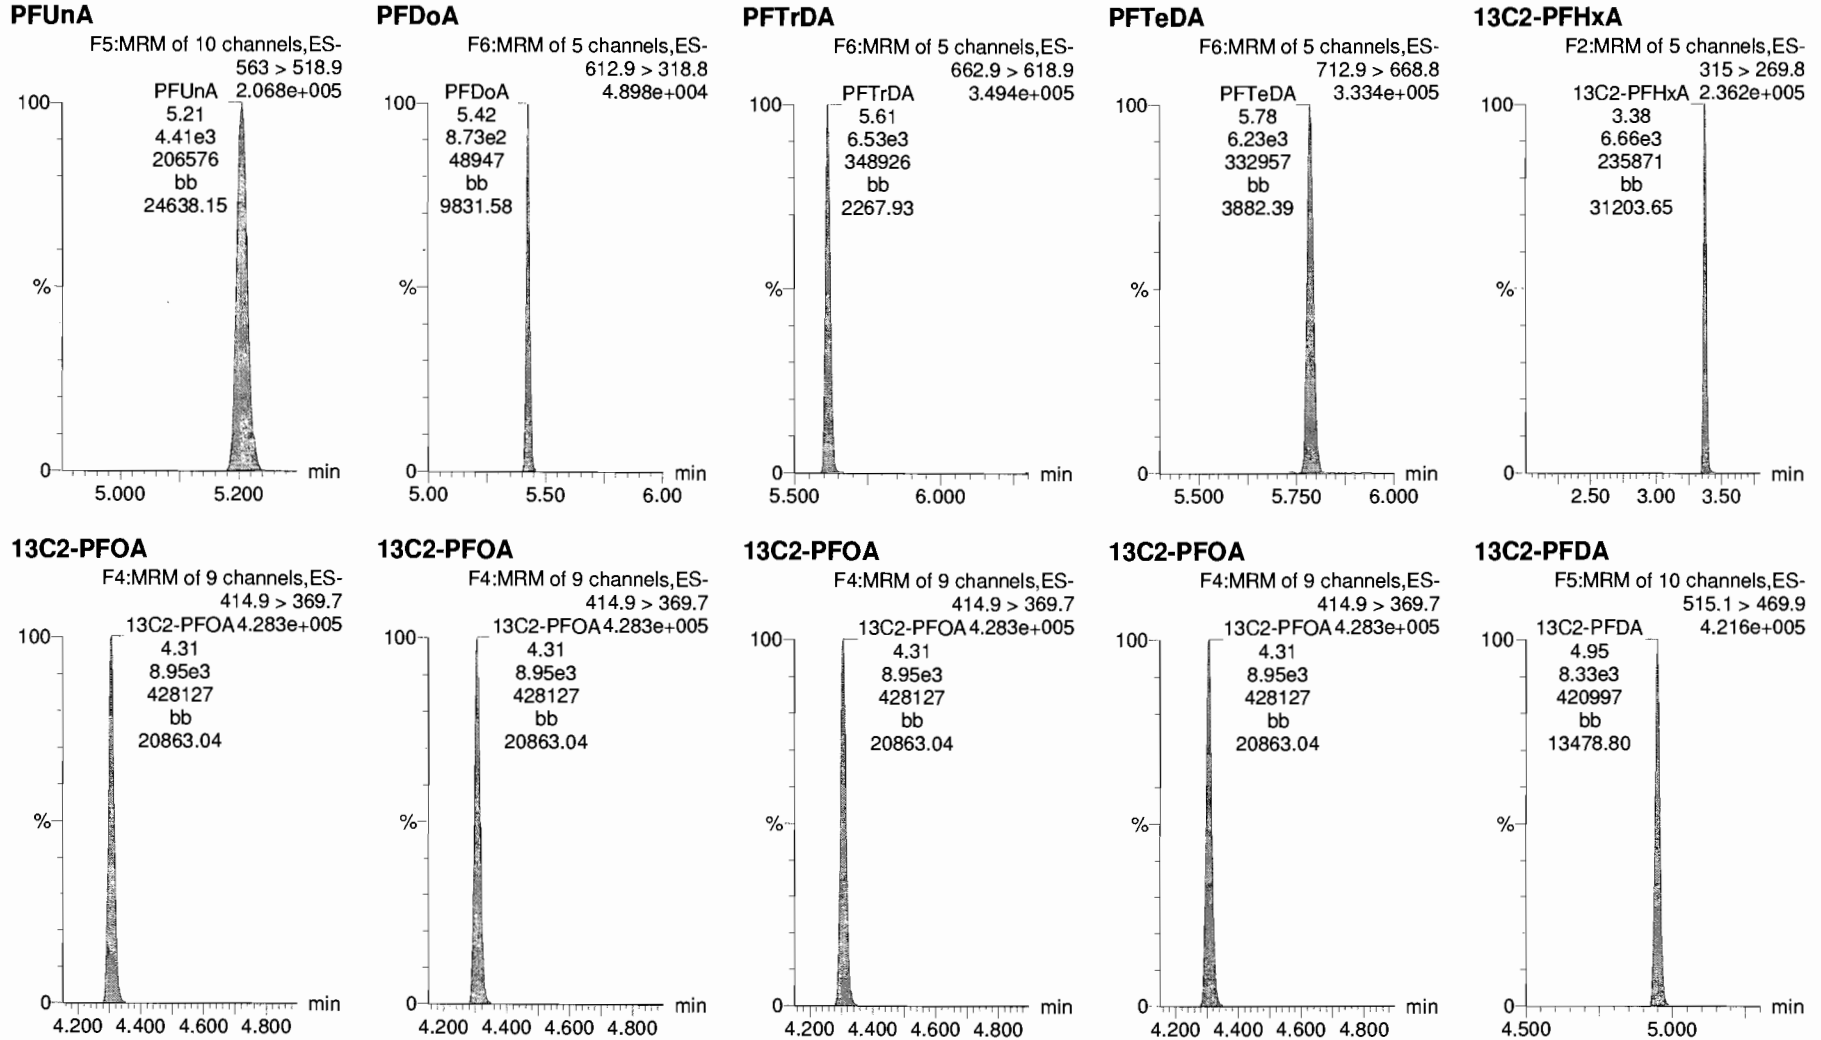 PFUnA
F5:MRM of 10 channels,ES-
563 > 518.9
PFUnA 2.068e+005
100
5.21
4.41e3
206576
bb
24638.15
%
0
min
5.000 5.200
PFDoA
F6:MRM of 5 channels,ES-
612.9 > 318.8
PFDoA 4.898e+004
100
5.42
8.73e2
48947
bb
9831.58
%
0
min
5.00 5.50 6.00
PFTrDA
F6:MRM of 5 channels,ES-
662.9 > 618.9
PFTrDA 3.494e+005
100
5.61
6.53e3
348926
bb
2267.93
%
0
min
5.500 6.000
PFTeDA
F6:MRM of 5 channels,ES-
712.9 > 668.8
PFTeDA 3.334e+005
100
5.78
6.23e3
332957
bb
3882.39
%
0
min
5.500 5.750 6.000
13C2-PFHxA
F2:MRM of 5 channels,ES-
315 > 269.8
13C2-PFHxA 2.362e+005
100
3.38
6.66e3
235871
bb
31203.65
%
0
min
2.50 3.00 3.50
13C2-PFOA
F4:MRM of 9 channels,ES-
414.9 > 369.7
13C2-PFOA 4.283e+005
100
4.31
8.95e3
428127
bb
20863.04
%
0
min
4.200 4.400 4.600 4.800
13C2-PFOA
F4:MRM of 9 channels,ES-
414.9 > 369.7
13C2-PFOA 4.283e+005
100
4.31
8.95e3
428127
bb
20863.04
%
0
min
4.200 4.400 4.600 4.800
13C2-PFOA
F4:MRM of 9 channels,ES-
414.9 > 369.7
13C2-PFOA 4.283e+005
100
4.31
8.95e3
428127
bb
20863.04
%
0
min
4.200 4.400 4.600 4.800
13C2-PFOA
F4:MRM of 9 channels,ES-
414.9 > 369.7
13C2-PFOA 4.283e+005
100
4.31
8.95e3
428127
bb
20863.04
%
0
min
4.200 4.400 4.600 4.800
13C2-PFDA
F5:MRM of 10 channels,ES-
515.1 > 469.9
13C2-PFDA 4.216e+005
100
4.95
8.33e3
420997
bb
13478.80
%
0
min
4.500 5.000